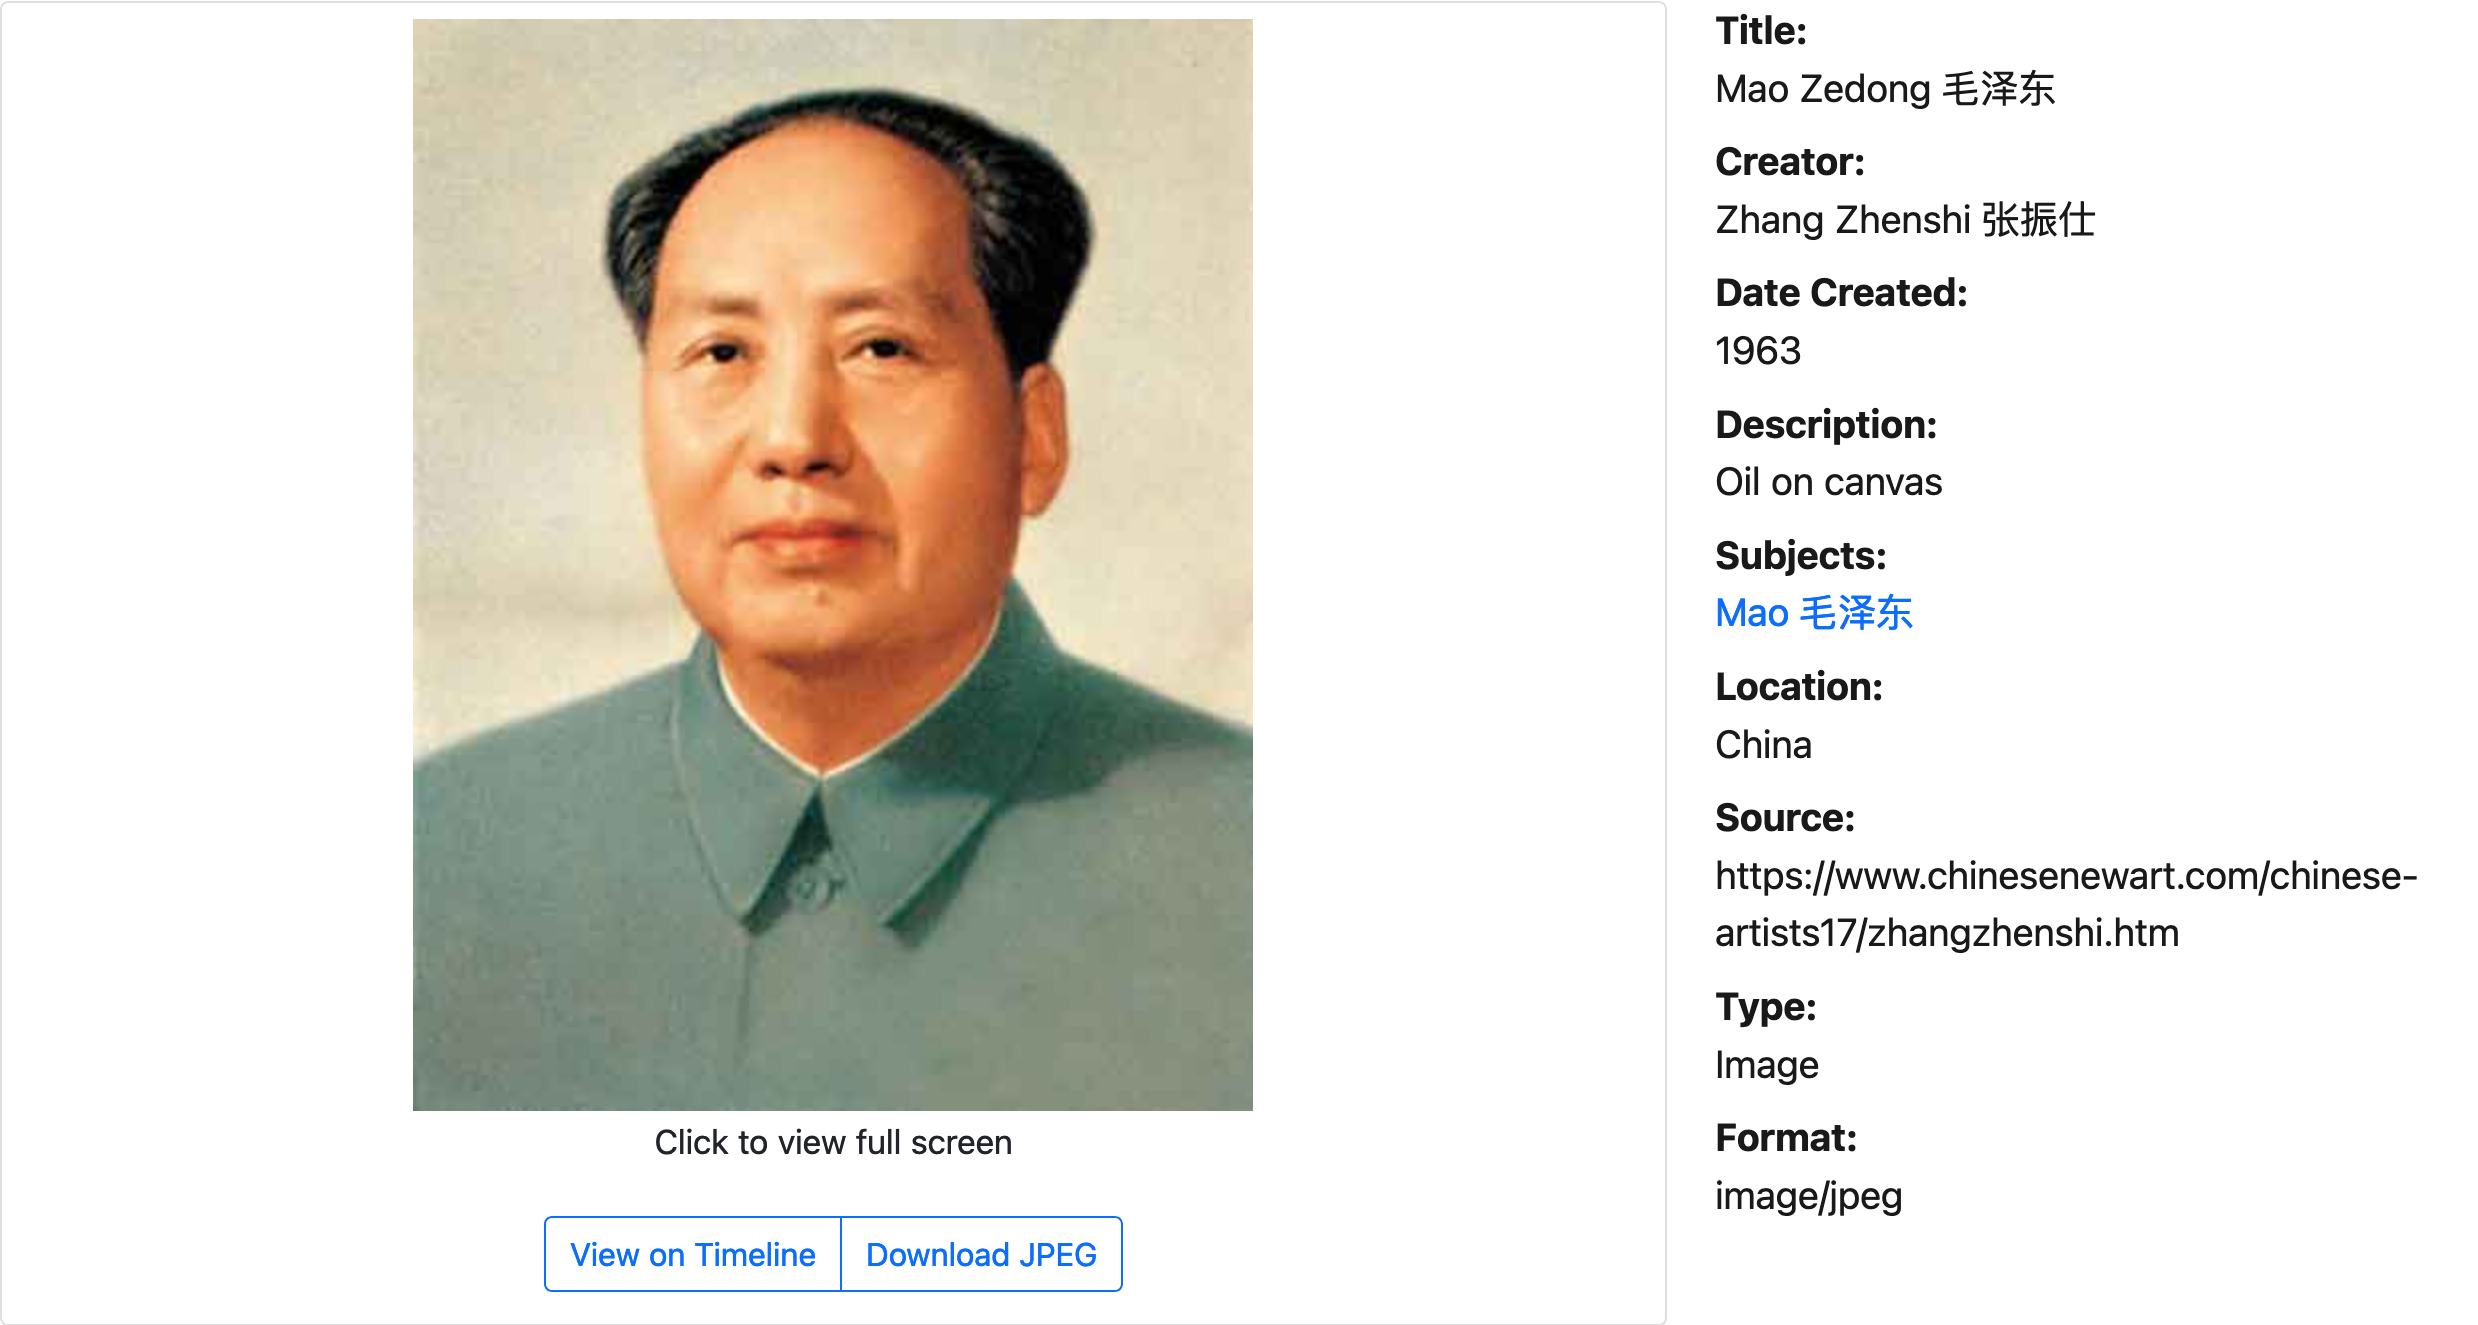 Title:
Mao Zedong 毛泽东
Creator:
Zhang Zhenshi 张振仕
Date Created:
1963
Description:
Oil on canvas
Subjects:
Mao 毛泽东
Location:
China
Source:
https://www.chinesenewart.com/chinese-
artists17/zhangzhenshi.htm
Type:
Image
Format:
image/jpeg
Click to view full screen
View on Timeline
Download JPEG